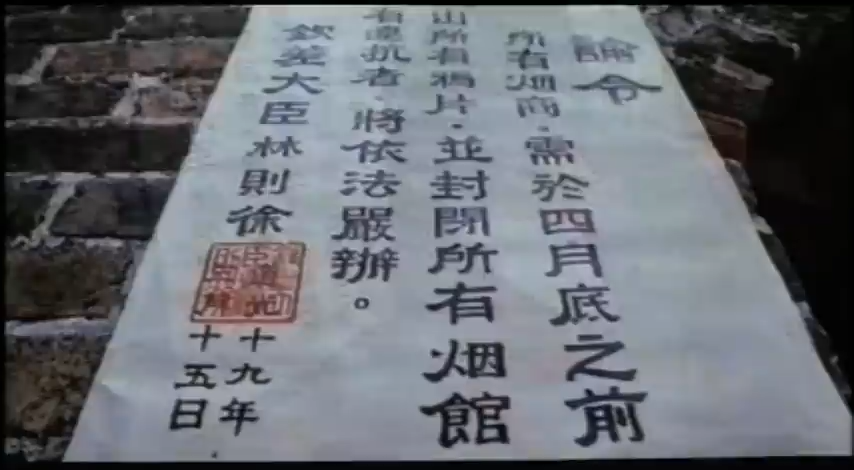 諭令
所有烟商.需於四月底之前
出所有鴉片.並封閉所有烟館
有違抗者.將依法嚴辦。
欽差大臣林則徐
十九年
十五日